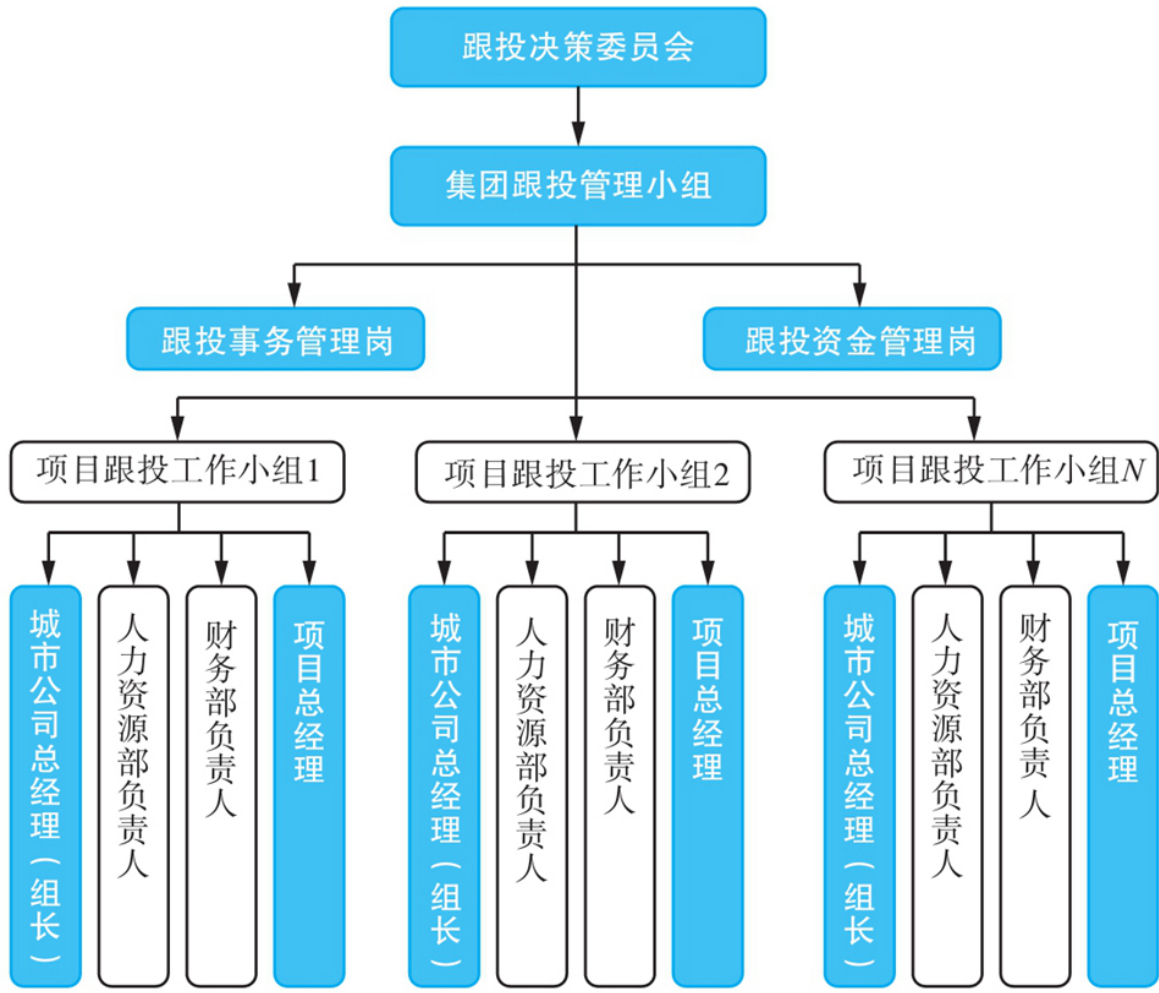 跟投决策委员会
集团跟投管理小组
跟投事务管理岗
跟投资金管理岗
项目跟投工作小组1
项目跟投工作小组2
项目跟投工作小组N
城市公司总经理（组长）
人力资源部负责人
财务部负责人
项目总经理
城市公司总经理（组长）
人力资源部负责人
财务部负责人
项目总经理
城市公司总经理（组长）
人力资源部负责人
财务部负责人
项目总经理